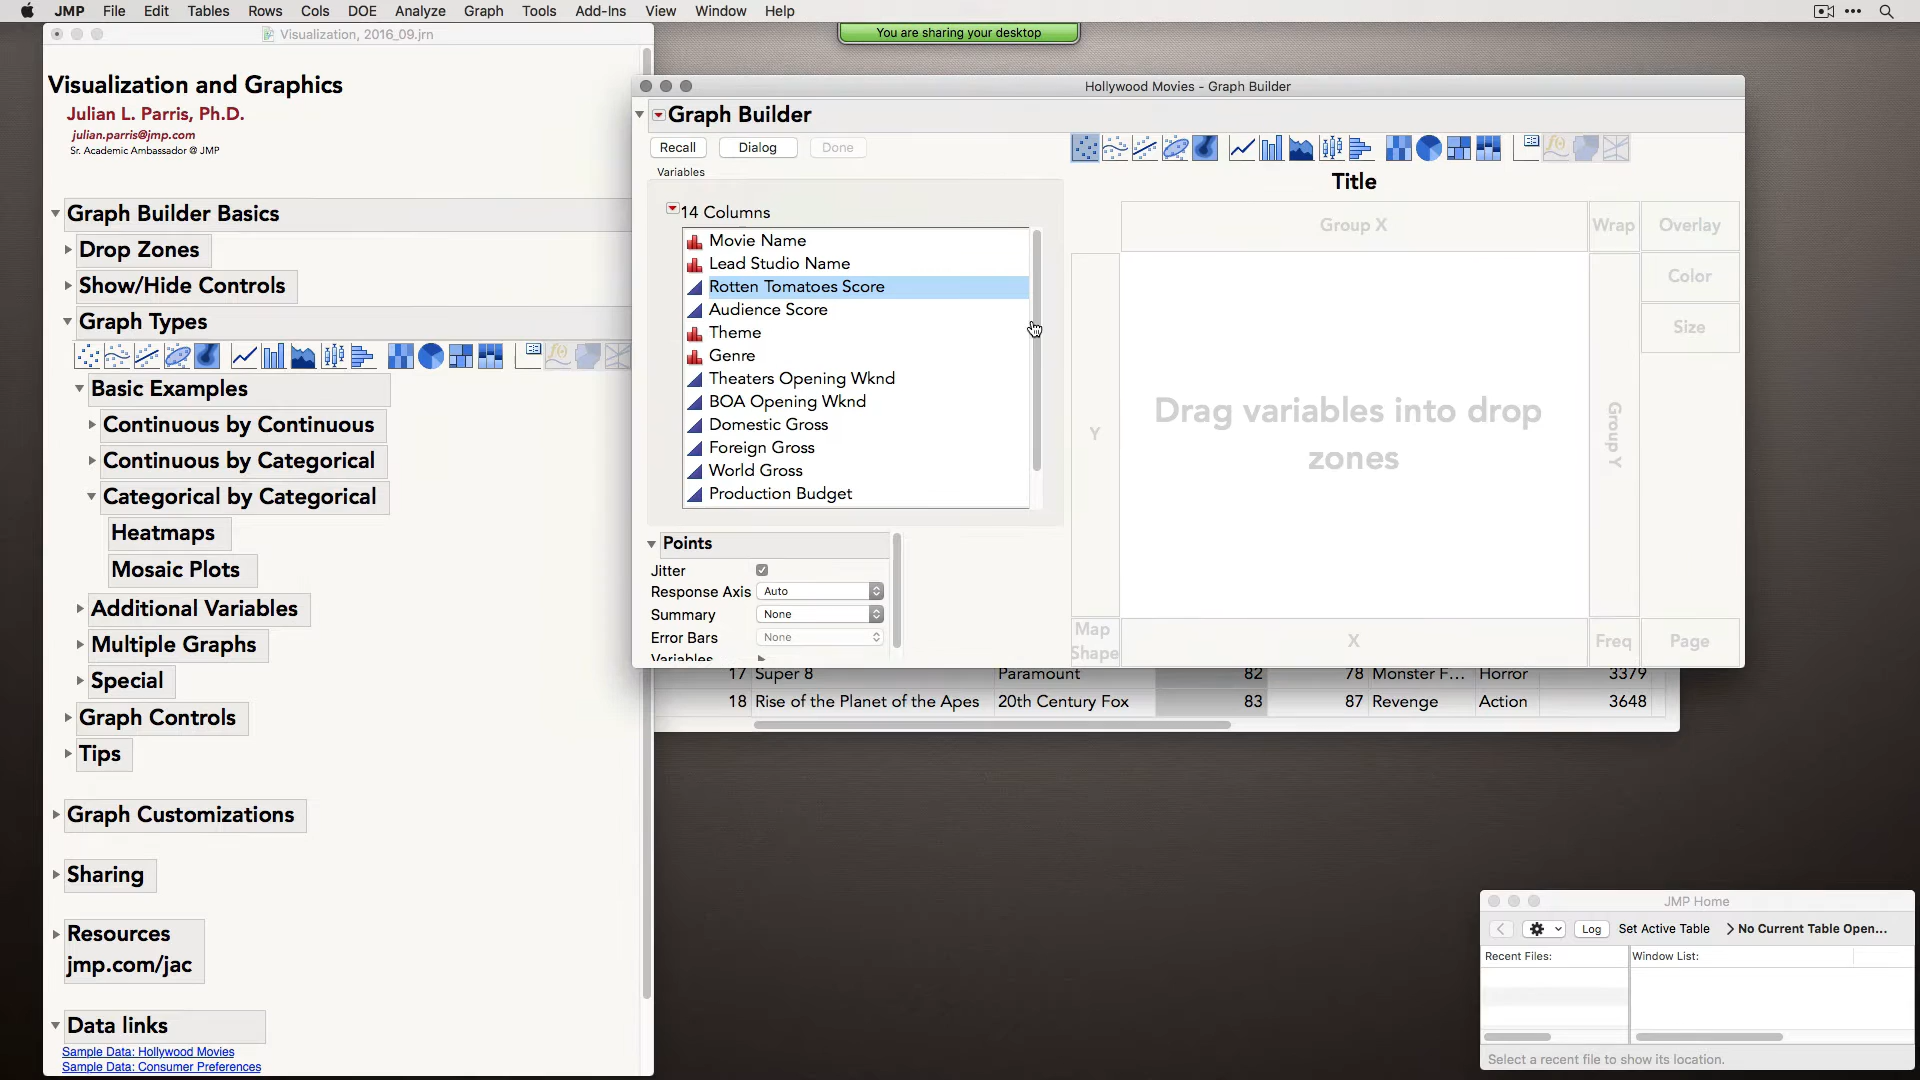 JMP File Edit Tables Rows Cols DOE Analyze Graph Tools Add-Ins View Window Help
You are sharing your desktop
Visualization, 2016_09.jrn
Visualization and Graphics
Julian L. Parris, Ph.D.
julian.parris@jmp.com
Sr. Academic Ambassador @ JMP
Graph Builder Basics
Drop Zones
Show/Hide Controls
Graph Types
Basic Examples
Continuous by Continuous
Continuous by Categorical
Categorical by Categorical
Heatmaps
Mosaic Plots
Additional Variables
Multiple Graphs
Special
Graph Controls
Tips
Graph Customizations
Sharing
Resources
jmp.com/jac
Data links
Sample Data: Hollywood Movies
Sample Data: Consumer Preferences
Hollywood Movies - Graph Builder
Graph Builder
Recall Dialog Done
Variables
14 Columns
Movie Name
Lead Studio Name
Rotten Tomatoes Score
Audience Score
Theme
Genre
Theaters Opening Wknd
BOA Opening Wknd
Domestic Gross
Foreign Gross
World Gross
Production Budget
Points
Jitter
Response Axis Auto
Summary None
Error Bars None
Variables
Title
Group X Wrap Overlay
Color
Size
Y
Drag variables into drop
zones
Group Y
Map
Shape
X Freq Page
17 Super 8 Paramount 82 78 Monster F... Horror 3379
18 Rise of the Planet of the Apes 20th Century Fox 83 87 Revenge Action 3648
JMP Home
Log Set Active Table No Current Table Open...
Recent Files: Window List:
Select a recent file to show its location.